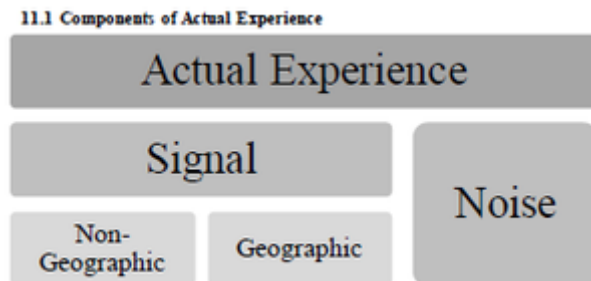 11.1 Components of Actual Experience
Actual Experience
Signal
Noise
Non-
Geographic
Geographic